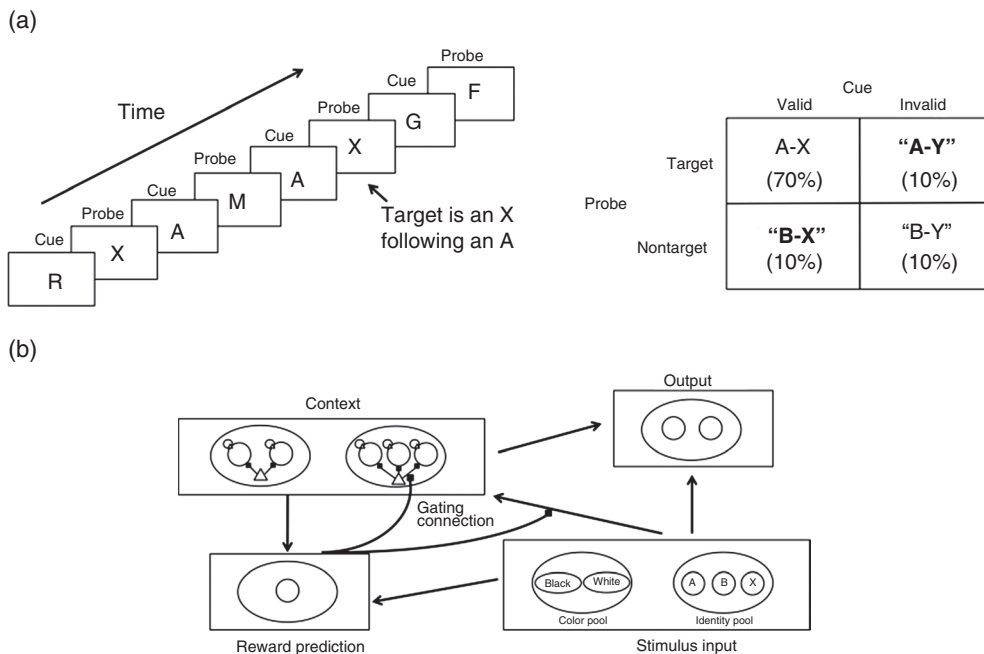 (a)
Time
Cue
R
Probe
X
Cue
A
Probe
M
Cue
A
Probe
X
Cue
G
Probe
F
Target is an X
following an A
Cue
Valid
Invalid
Probe
Target
A-X
(70%)
“A-Y”
(10%)
Nontarget
“B-X”
(10%)
“B-Y”
(10%)
(b)
Context
Output
Gating
connection
Reward prediction
Black
White
Color pool
A
B
X
Identity pool
Stimulus input